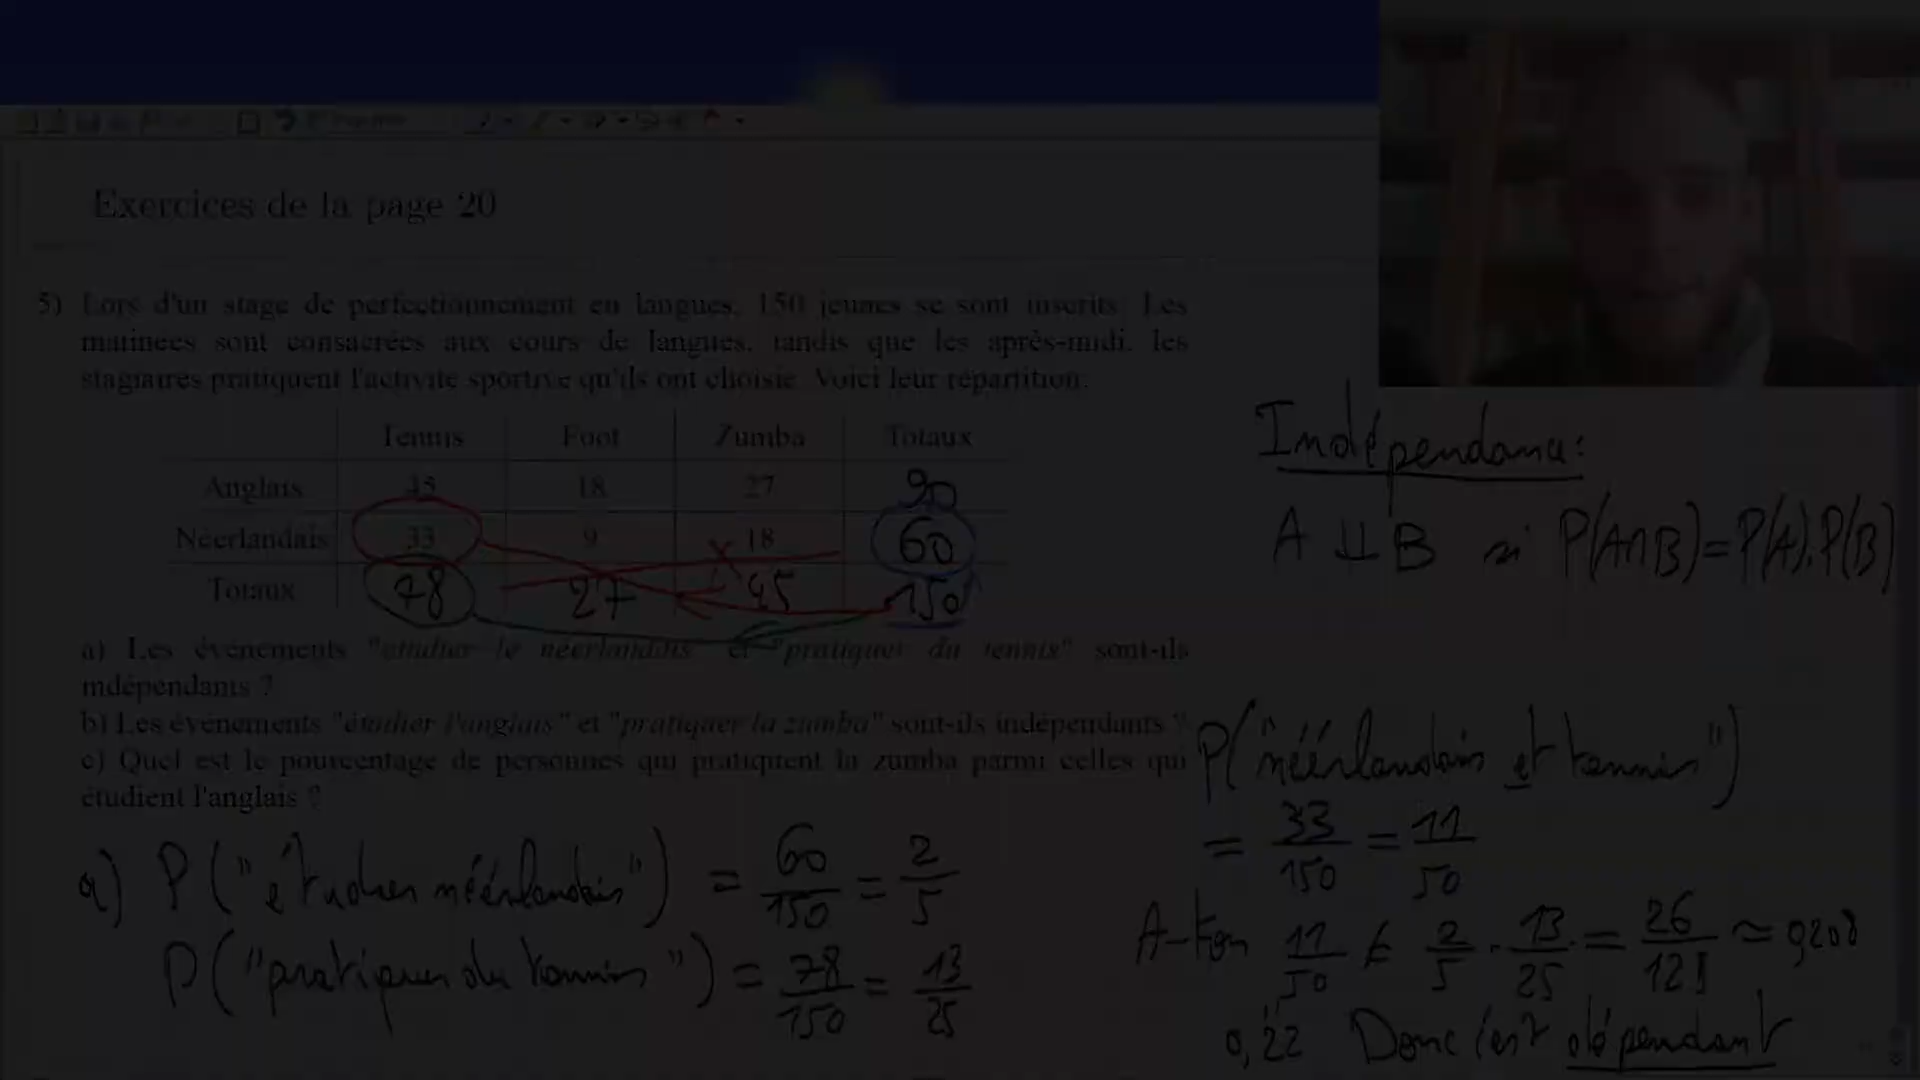 Exercices de la page 20
5) Lors d'un stage de perfectionnement en langues, 150 jeunes se sont inscrits. Les
matinées sont consacrées aux cours de langues, tandis que les après-midi, les
stagiaires pratiquent l'activité sportive qu'ils ont choisie. Voici leur répartition:
Tennis Foot Zumba Totaux
Anglais 45 18 27 90
Néerlandais 33 9 18 60
Totaux 78 27 45 150
a) Les événements "étudier le néerlandais" et "pratiquer du tennis" sont-ils
indépendants ?
b) Les événements "étudier l'anglais" et "pratiquer la zumba" sont-ils indépendants ?
c) Quel est le pourcentage de personnes qui pratiquent la zumba parmi celles qui
étudient l'anglais ?
a) P("étudier néérlandais") = 60/150 = 2/5
P("pratiquer du tennis") = 78/150 = 13/25
Indépendance:
A ⫫ B si P(A∩B)=P(A).P(B)
P("néérlandais et tennis")
= 33/150 = 11/50
A-t-on 11/50 ≠ 2/5 . 13/25 = 26/125 ≃ 0,208
0,22 Donc c'est dépendant